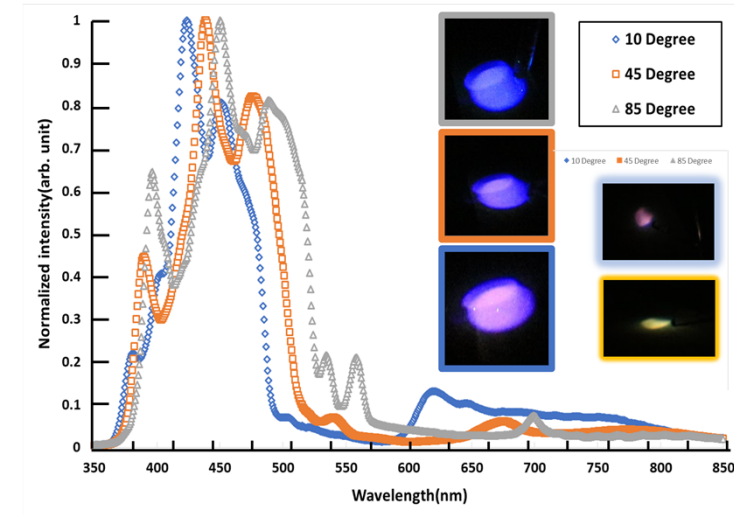 1
0.9
0.8
0.7
0.6
0.5
0.4
0.3
0.2
0.1
0
Normalized intensity(arb. unit)
350 400 450 500 550 600 650 700 750 800 850
Wavelength(nm)
10 Degree
45 Degree
85 Degree
10 Degree 45 Degree 85 Degree